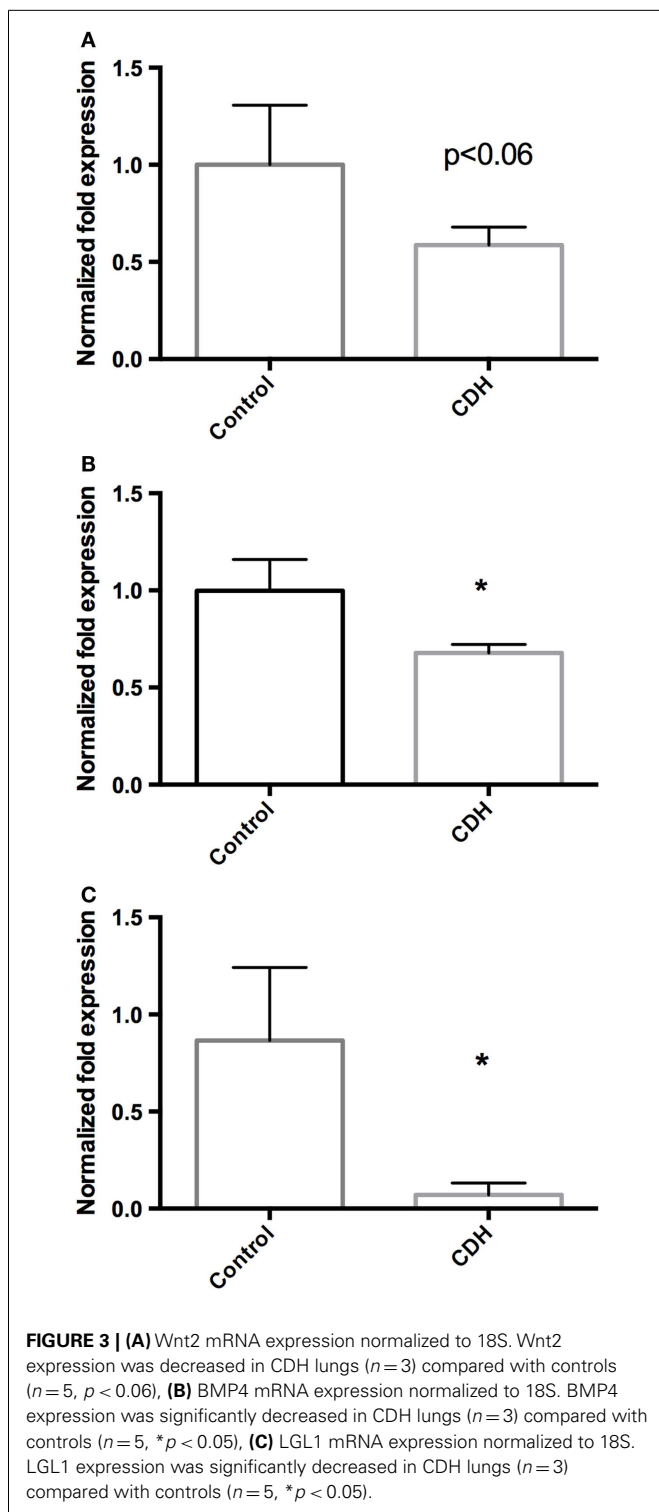 A
Normalized fold expression
1.5
1.0
0.5
0.0
p<0.06
Control
CDH
B
Normalized fold expression
1.5
1.0
0.5
0.0
*
Control
CDH
C
Normalized fold expression
1.5
1.0
0.5
0.0
*
Control
CDH
FIGURE 3 | (A) Wnt2 mRNA expression normalized to 18S. Wnt2
expression was decreased in CDH lungs (n = 3) compared with controls
(n = 5, p < 0.06), (B) BMP4 mRNA expression normalized to 18S. BMP4
expression was significantly decreased in CDH lungs (n = 3) compared with
controls (n = 5, *p < 0.05), (C) LGL1 mRNA expression normalized to 18S.
LGL1 expression was significantly decreased in CDH lungs (n = 3)
compared with controls (n = 5, *p < 0.05).